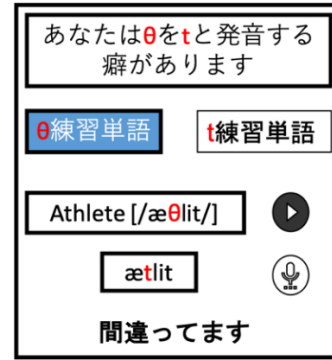 あなたはθをtと発音する
癖があります
θ練習単語
t練習単語
Athlete [/æθlit/]
ætlit
間違ってます